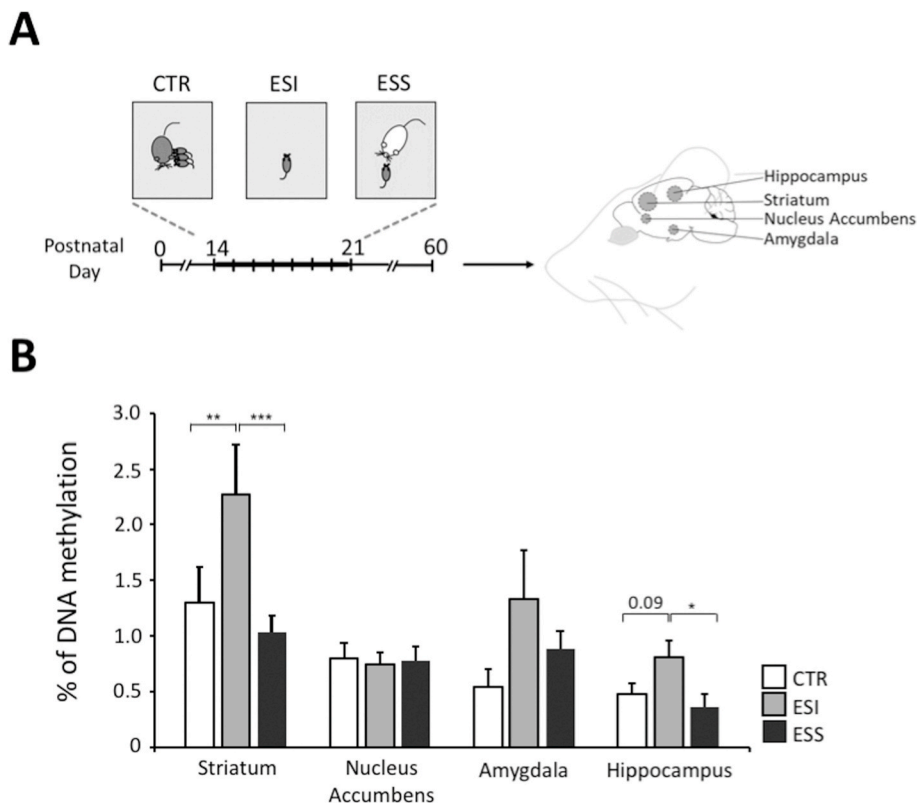 A
CTR ESI ESS
Hippocampus
Striatum
Nucleus Accumbens
Amygdala
Postnatal
Day
0 14 21 60
B
% of DNA methylation
3.0
2.5
2.0
1.5
1.0
0.5
0
** ***
0.09 *
Striatum Nucleus Accumbens Amygdala Hippocampus
CTR
ESI
ESS